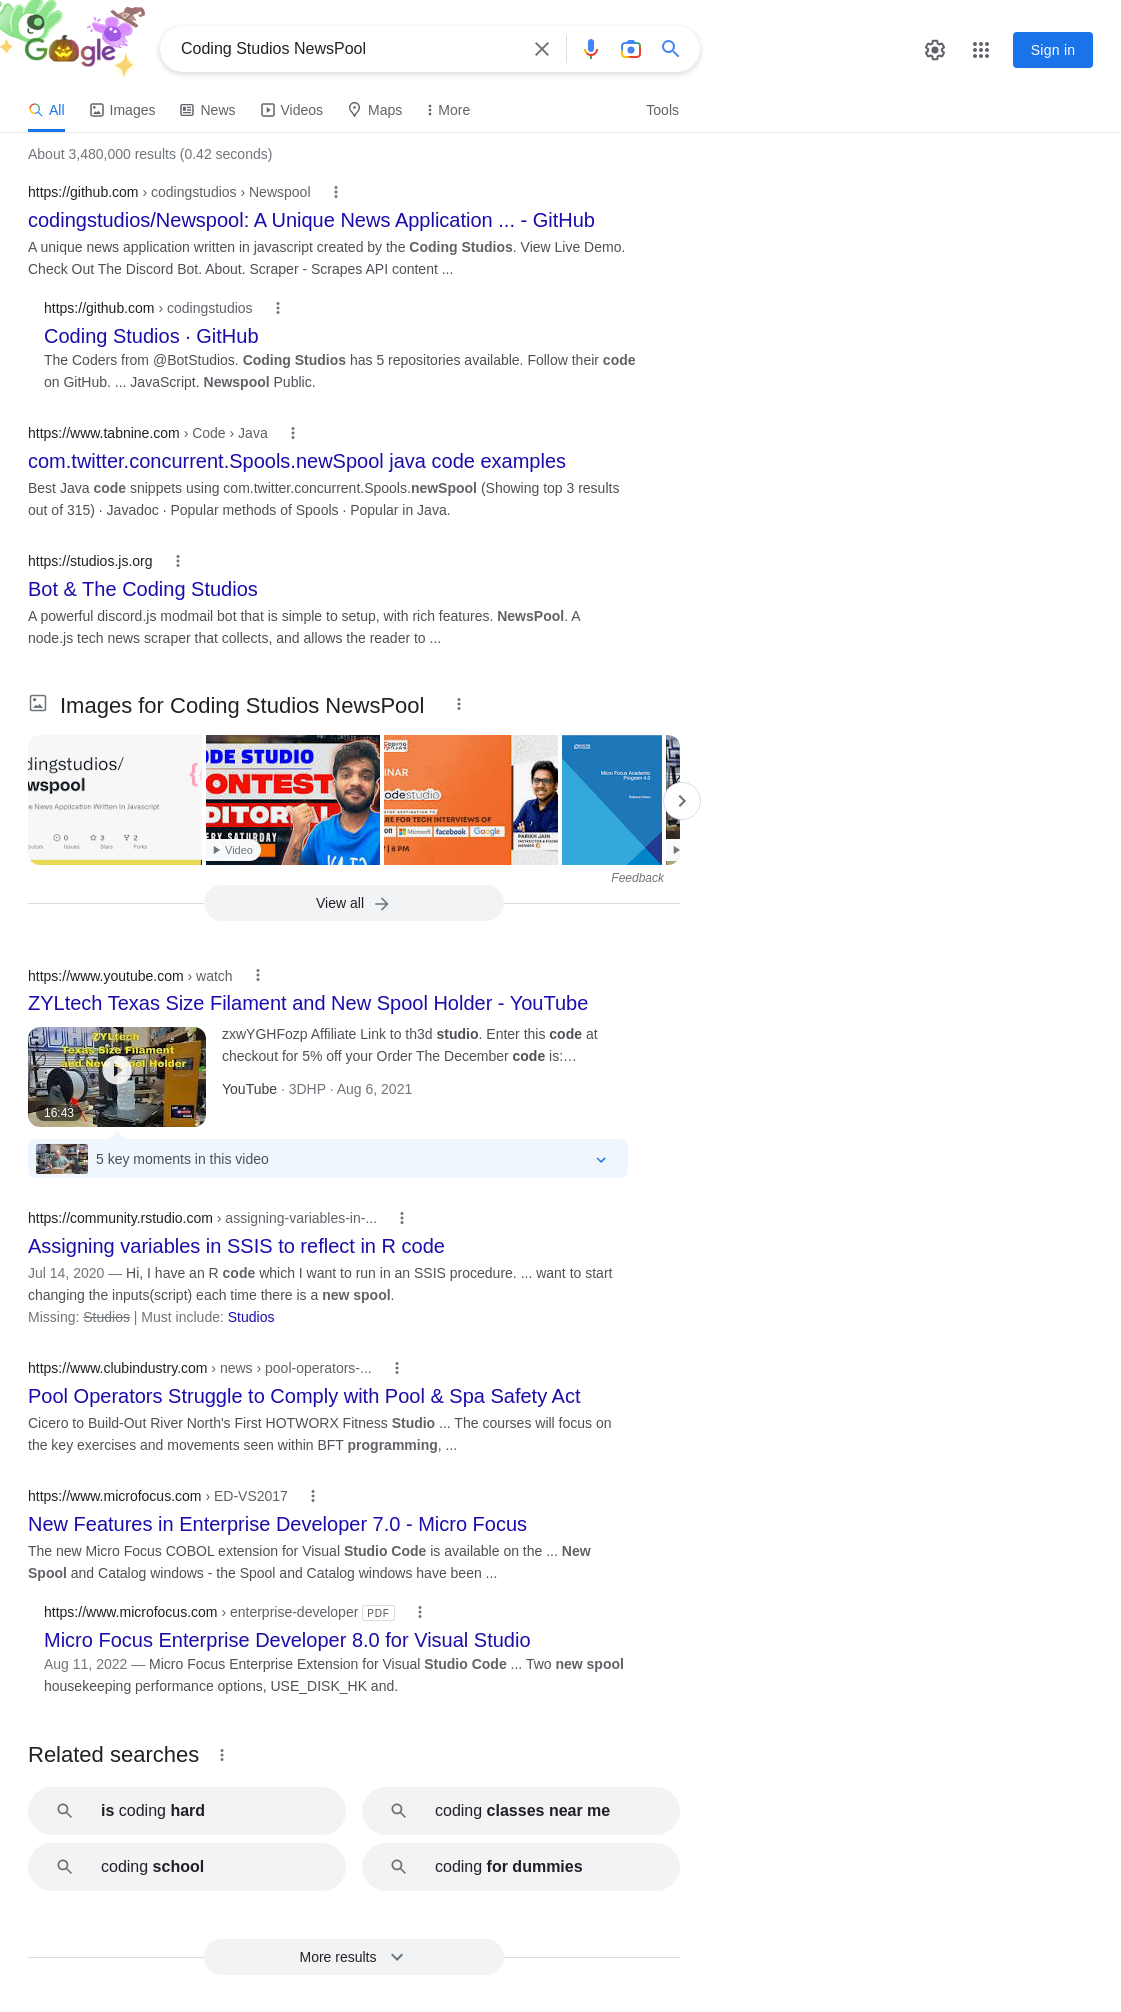 Google
Coding Studios NewsPool
Sign in
All
Images
News
Videos
Maps
More
Tools
About 3,480,000 results (0.42 seconds)
https://github.com › codingstudios › Newspool
codingstudios/Newspool: A Unique News Application ... - GitHub
A unique news application written in javascript created by the Coding Studios. View Live Demo.
Check Out The Discord Bot. About. Scraper - Scrapes API content ...
https://github.com › codingstudios
Coding Studios · GitHub
The Coders from @BotStudios. Coding Studios has 5 repositories available. Follow their code
on GitHub. ... JavaScript. Newspool Public.
https://www.tabnine.com › Code › Java
com.twitter.concurrent.Spools.newSpool java code examples
Best Java code snippets using com.twitter.concurrent.Spools.newSpool (Showing top 3 results
out of 315) · Javadoc · Popular methods of Spools · Popular in Java.
https://studios.js.org
Bot & The Coding Studios
A powerful discord.js modmail bot that is simple to setup, with rich features. NewsPool. A
node.js tech news scraper that collects, and allows the reader to ...
Images for Coding Studios NewsPool
dingstudios/
wspool
e News Application Written In Javascript
0
3
2
Issues
Stars
Forks
ODE STUDIO
ONTEST
DITORIAL
ERY SATURDAY
Video
CODING
INAR
odestudio
RE FOR TECH INTERVIEWS OF
Microsoft
facebook
Google
| 8 PM
PARIKH JAIN
Micro Focus Academic
Program 4.0
Release Notes
Feedback
View all
https://www.youtube.com › watch
ZYLtech Texas Size Filament and New Spool Holder - YouTube
ZYLtech
Texas Size Filament
and New Spool Holder
16:43
zxwYGHFozp Affiliate Link to th3d studio. Enter this code at
checkout for 5% off your Order The December code is:...
YouTube · 3DHP · Aug 6, 2021
5 key moments in this video
https://community.rstudio.com › assigning-variables-in-...
Assigning variables in SSIS to reflect in R code
Jul 14, 2020 — Hi, I have an R code which I want to run in an SSIS procedure. ... want to start
changing the inputs(script) each time there is a new spool.
Missing: Studios | Must include: Studios
https://www.clubindustry.com › news › pool-operators-...
Pool Operators Struggle to Comply with Pool & Spa Safety Act
Cicero to Build-Out River North's First HOTWORX Fitness Studio ... The courses will focus on
the key exercises and movements seen within BFT programming, ...
https://www.microfocus.com › ED-VS2017
New Features in Enterprise Developer 7.0 - Micro Focus
The new Micro Focus COBOL extension for Visual Studio Code is available on the ... New
Spool and Catalog windows - the Spool and Catalog windows have been ...
https://www.microfocus.com › enterprise-developer PDF
Micro Focus Enterprise Developer 8.0 for Visual Studio
Aug 11, 2022 — Micro Focus Enterprise Extension for Visual Studio Code ... Two new spool
housekeeping performance options, USE_DISK_HK and.
Related searches
is coding hard
coding classes near me
coding school
coding for dummies
More results